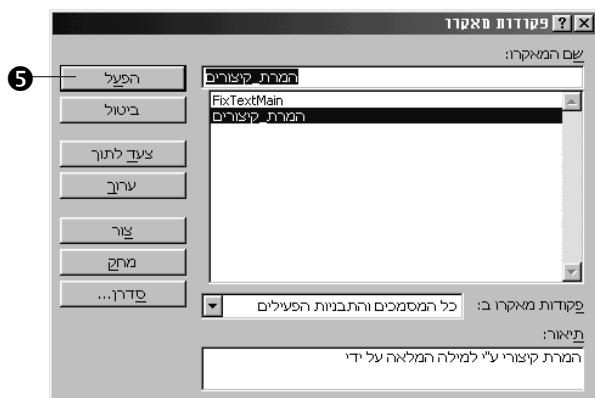 פקודות מאקרו
שם המאקרו:
המרת_קיצורים
FixTextMain
המרת_קיצורים
❺
הפעל
ביטול
צעד לתוך
ערוך
צור
מחק
סדרן...
פקודות מאקרו ב: כל המסמכים והתבניות הפעילים
תיאור:
המרת קיצורי ע"י למילה המלאה על ידי